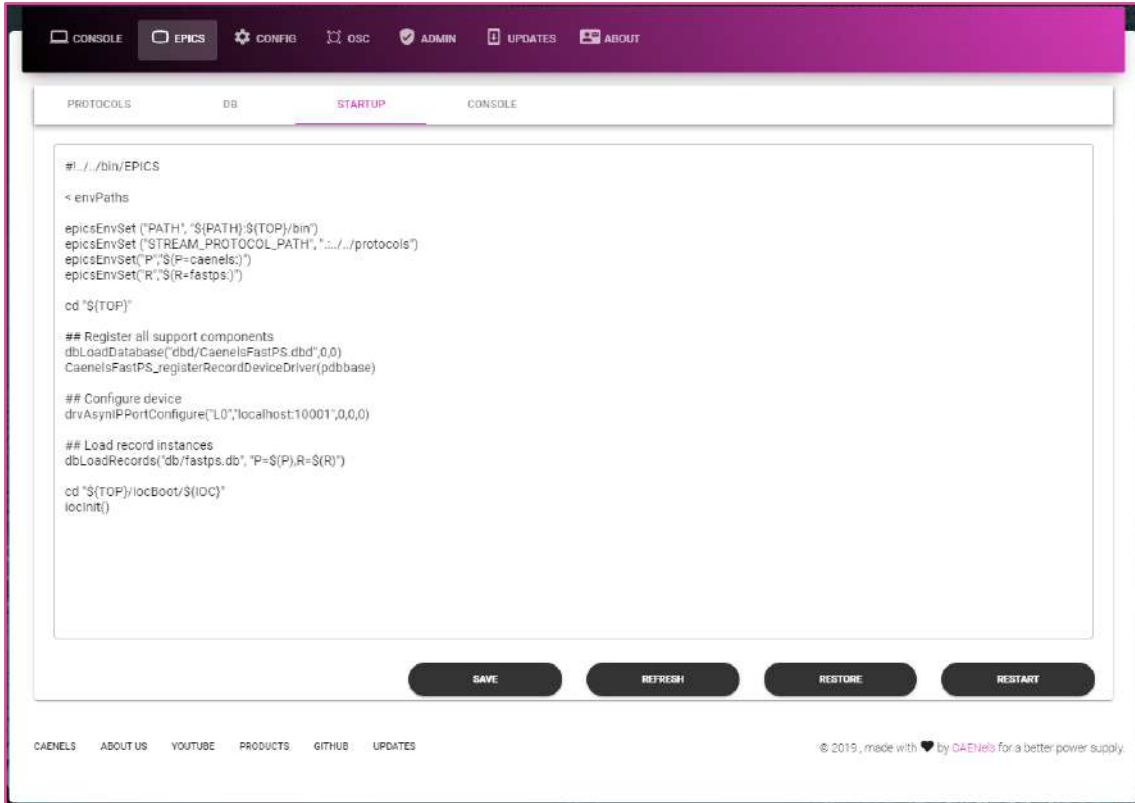 CONSOLE EPICS CONFIG OSC ADMIN UPDATES ABOUT
PROTOCOLS DB STARTUP CONSOLE
#!../../bin/EPICS
< envPaths
epicsEnvSet ("PATH", "${PATH}:${TOP}/bin")
epicsEnvSet ("STREAM_PROTOCOL_PATH", ".:../../protocols")
epicsEnvSet("P","$(P=caenels:)")
epicsEnvSet("R","$(R=fastps:)")
cd "${TOP}"
## Register all support components
dbLoadDatabase("dbd/CaenelsFastPS.dbd",0,0)
CaenelsFastPS_registerRecordDeviceDriver(pdbbase)
## Configure device
drvAsynIPPortConfigure("L0","localhost:10001",0,0,0)
## Load record instances
dbLoadRecords("db/fastps.db", "P=$(P),R=$(R)")
cd "${TOP}/iocBoot/${IOC}"
iocInit()
SAVE REFRESH RESTORE RESTART
CAENELS ABOUT US YOUTUBE PRODUCTS GITHUB UPDATES © 2019 , made with ♥ by CAENels for a better power supply.